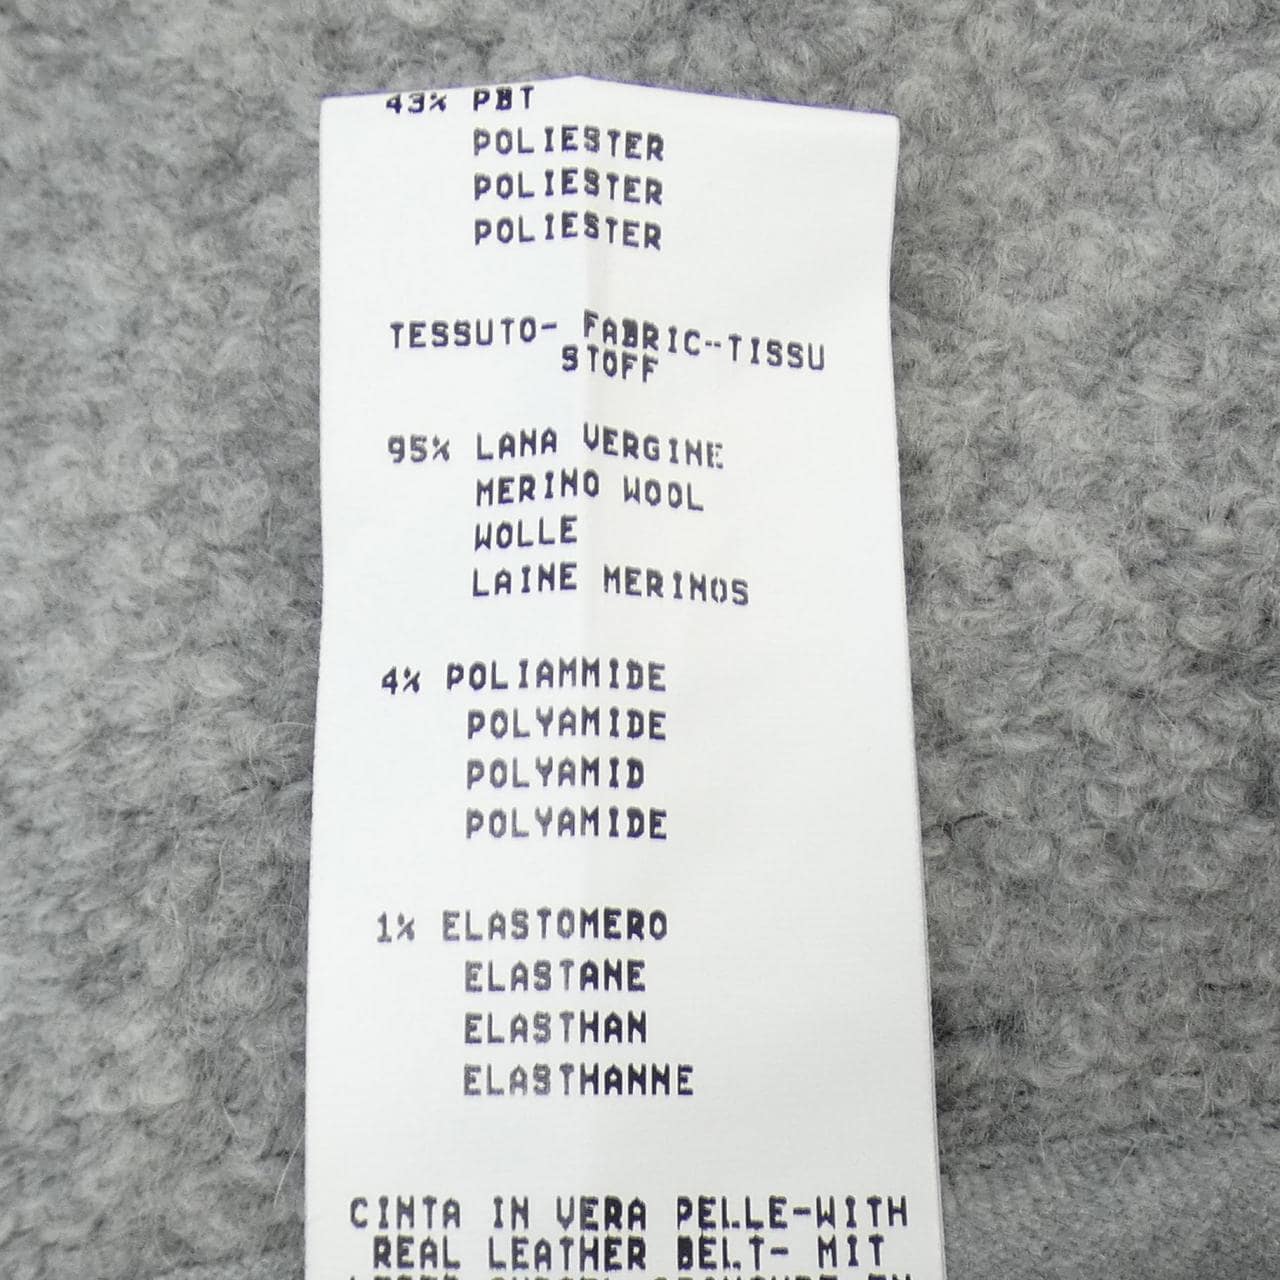 43% PBT
POLIESTER
POLIESTER
POLIESTER
TESSUTO- FABRIC--TISSU
STOFF
95% LANA VERGINE
MERINO WOOL
WOLLE
LAINE MERINOS
4% POLIAMMIDE
POLYAMIDE
POLYAMID
POLYAMIDE
1% ELASTOMERO
ELASTANE
ELASTHAN
ELASTHANNE
CINTA IN VERA PELLE-WITH
REAL LEATHER BELT- MIT